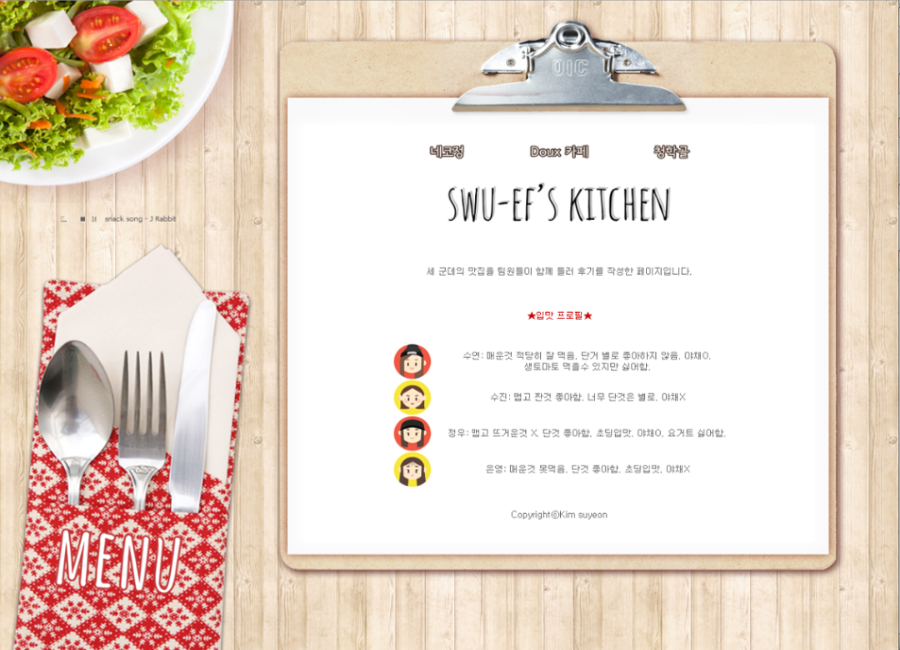 네코정
Doux 카페
청학골
SWU-EF'S KITCHEN
snack song - J Rabbit
세 군데의 맛집을 팀원들이 함께 들러 후기를 작성한 페이지입니다.
★입맛 프로필★
수연: 매운것 적당히 잘 먹음, 단거 별로 좋아하지 않음, 야채O,
생토마토 먹을수 있지만 싫어함.
수진: 맵고 짠것 좋아함, 너무 단것은 별로, 야채X
정우: 맵고 뜨거운것 X, 단것 좋아함, 초딩입맛, 야채O, 요거트 싫어함,
은영: 매운것 못먹음, 단것 좋아함, 초딩입맛, 야채X
Copyright©Kim suyeon
MENU